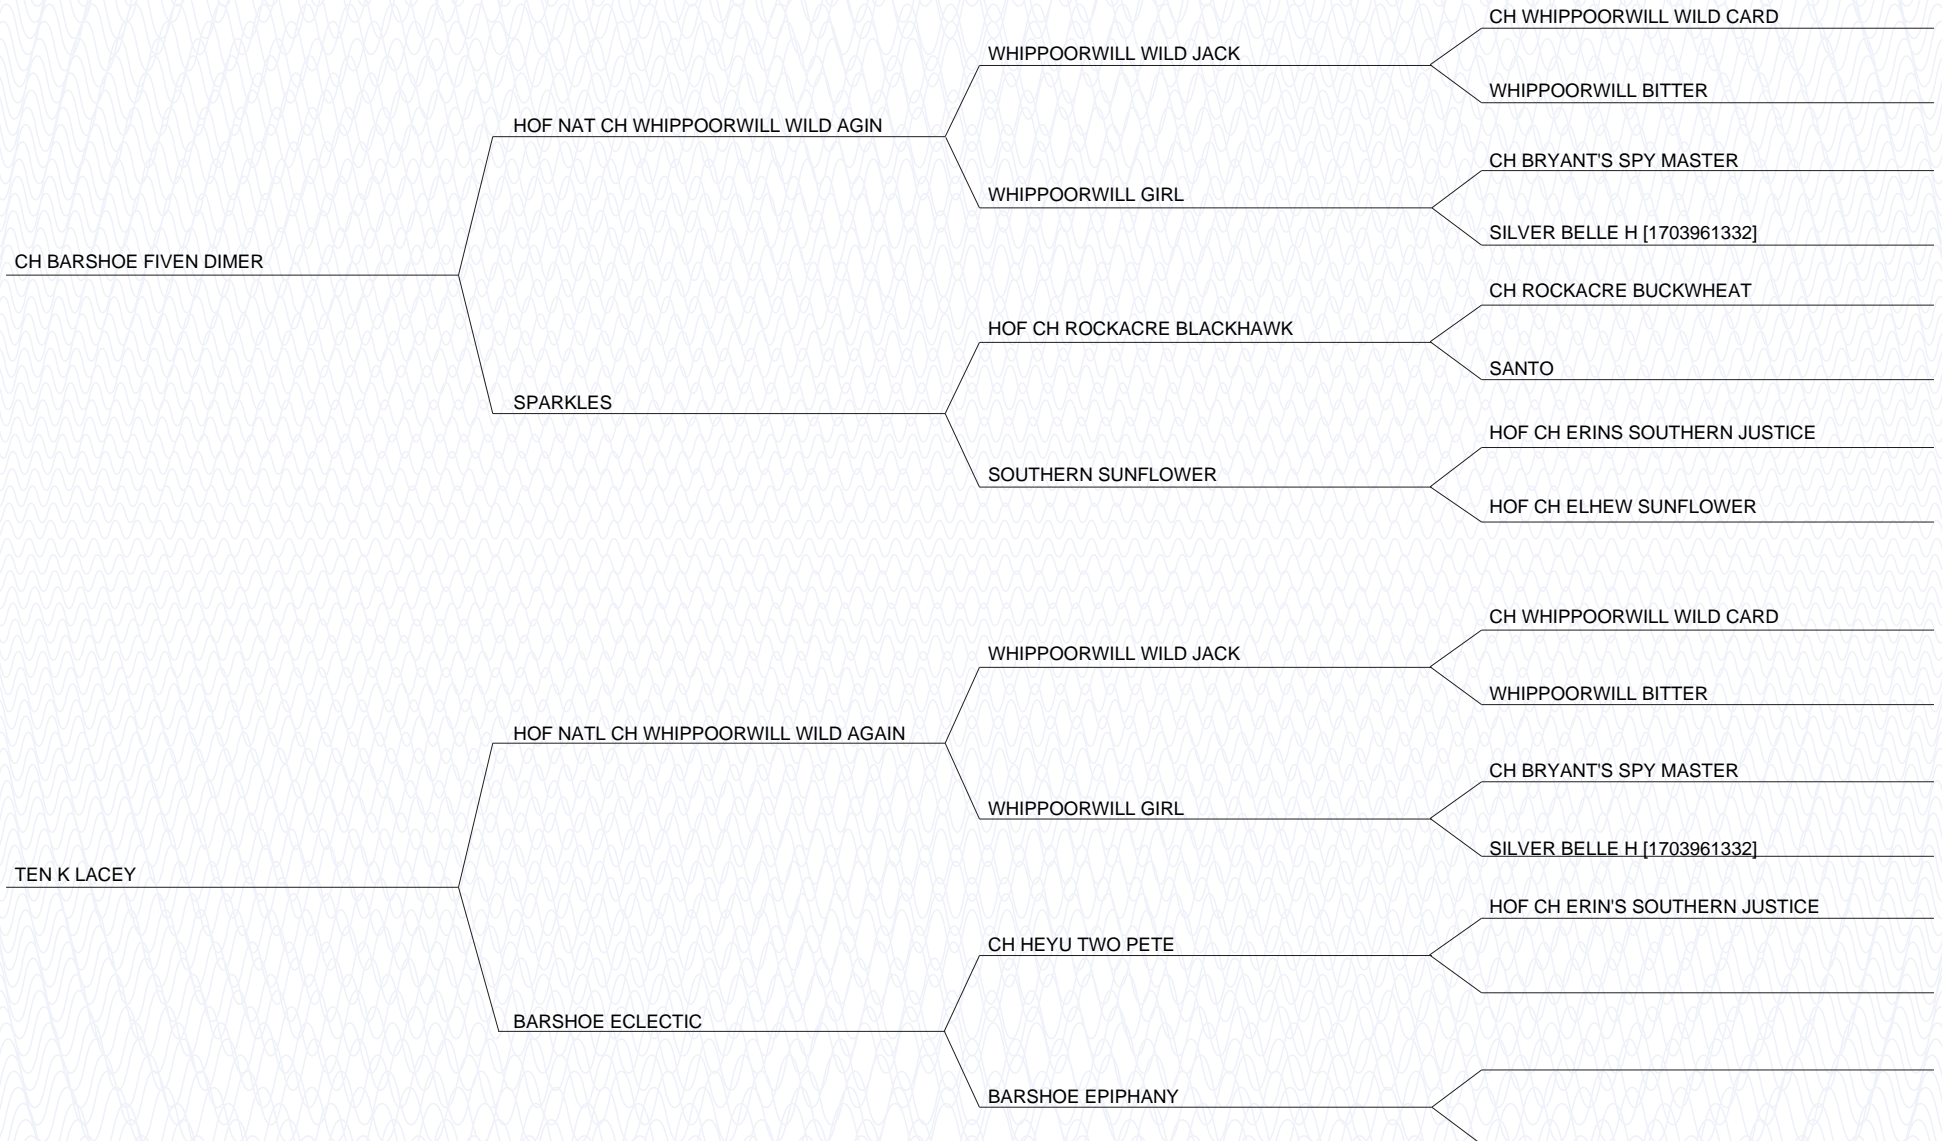 CH WHIPPOORWILL WILD CARD
WHIPPOORWILL WILD JACK
WHIPPOORWILL BITTER
HOF NAT CH WHIPPOORWILL WILD AGIN
CH BRYANT'S SPY MASTER
WHIPPOORWILL GIRL
SILVER BELLE H [1703961332]
CH BARSHOE FIVEN DIMER
CH ROCKACRE BUCKWHEAT
HOF CH ROCKACRE BLACKHAWK
SANTO
SPARKLES
HOF CH ERINS SOUTHERN JUSTICE
SOUTHERN SUNFLOWER
HOF CH ELHEW SUNFLOWER
CH WHIPPOORWILL WILD CARD
WHIPPOORWILL WILD JACK
WHIPPOORWILL BITTER
HOF NATL CH WHIPPOORWILL WILD AGAIN
CH BRYANT'S SPY MASTER
WHIPPOORWILL GIRL
SILVER BELLE H [1703961332]
TEN K LACEY
HOF CH ERIN'S SOUTHERN JUSTICE
CH HEYU TWO PETE
BARSHOE ECLECTIC
BARSHOE EPIPHANY